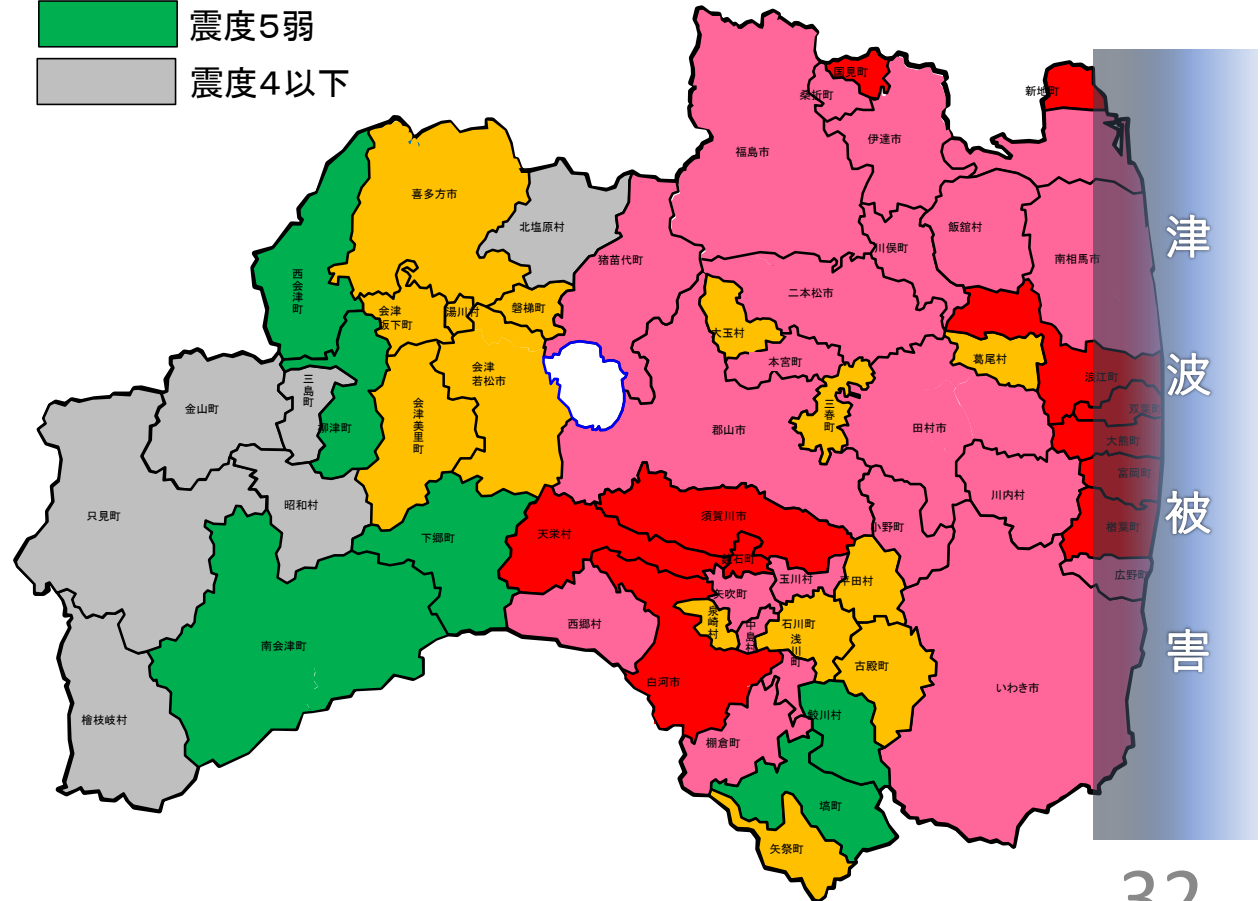 震度5弱
震度4以下
国見町
桑折町
新地町
伊達市
福島市
喜多方市
北塩原村
飯舘村
川俣町
猪苗代町
南相馬市
西会津町
二本松市
会津
坂下町
湯川村
磐梯町
大玉村
本宮町
葛尾村
浪江町
双葉町
会津
若松市
三島町
金山町
柳津町
会津美里町
三春町
郡山市
田村市
大熊町
富岡町
川内村
昭和村
只見町
下郷町
天栄村
須賀川市
小野町
楢葉町
鏡石町
玉川村
平田村
広野町
矢吹町
泉崎村
中島村
石川町
浅川町
西郷村
南会津町
古殿町
白河市
いわき市
檜枝岐村
鮫川村
棚倉町
塙町
矢祭町
津波被害
32